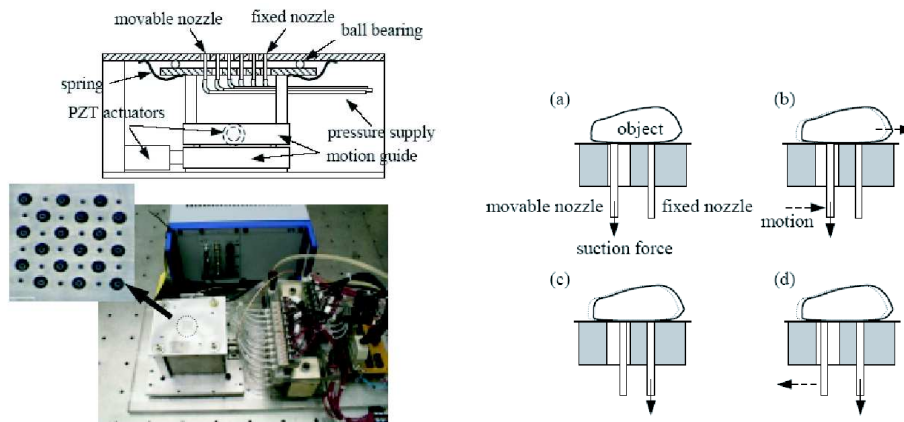 movable nozzle
fixed nozzle
ball bearing
spring
PZT actuators
pressure supply
motion guide
(a)
object
(b)
movable nozzle
fixed nozzle
motion
suction force
(c)
(d)